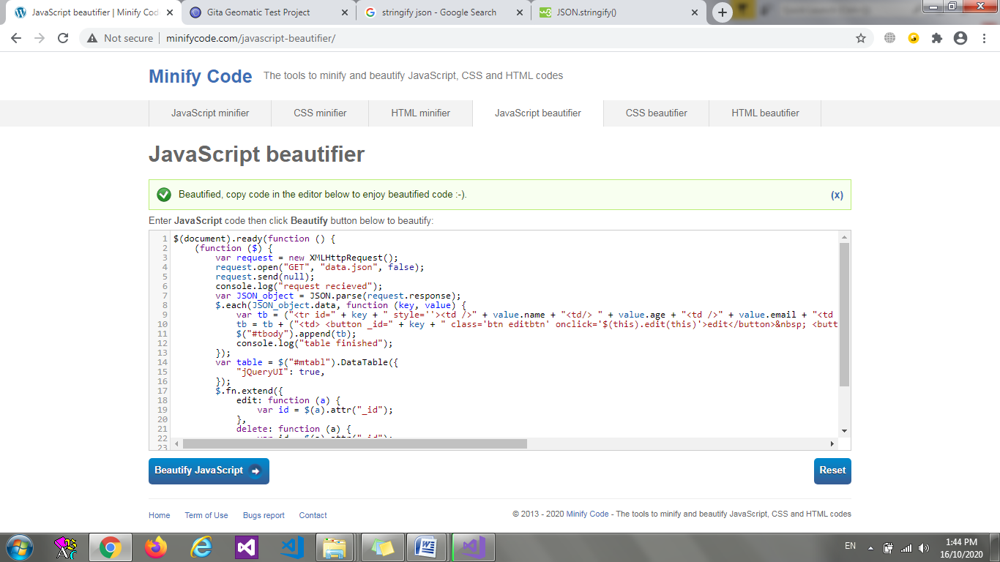 JavaScript beautifier | Minify Cod
Gita Geomatic Test Project
stringify json - Google Search
JSON.stringify()
Not secure
minifycode.com/javascript-beautifier/
Minify Code
The tools to minify and beautify JavaScript, CSS and HTML codes
JavaScript minifier
CSS minifier
HTML minifier
JavaScript beautifier
CSS beautifier
HTML beautifier
JavaScript beautifier
Beautified, copy code in the editor below to enjoy beautified code :-).
(x)
Enter JavaScript code then click Beautify button below to beautify:
1 $(document).ready(function () {
2 (function ($) {
3 var request = new XMLHttpRequest();
4 request.open("GET", "data.json", false);
5 request.send(null);
6 console.log("request recieved");
7 var JSON_object = JSON.parse(request.response);
8 $.each(JSON_object.data, function (key, value) {
9 var tb = ("<tr id=" + key + " style=''><td />" + value.name + "<td/> " + value.age + "<td />" + value.email + "<td
10 tb = tb + ("<td> <button _id=" + key + " class='btn editbtn' onclick='$(this).edit(this)'>edit</button>&nbsp; <butt
11 $("#tbody").append(tb);
12 console.log("table finished");
13 });
14 var table = $("#mtabl").DataTable({
15 "jQueryUI": true,
16 });
17 $.fn.extend({
18 edit: function (a) {
19 var id = $(a).attr("_id");
20 },
21 delete: function (a) {
22 var id = $(a).attr("_id");
23
Beautify JavaScript
Reset
Home
Term of Use
Bugs report
Contact
© 2013 - 2020 Minify Code - The tools to minify and beautify JavaScript, CSS and HTML codes
EN
1:44 PM
16/10/2020